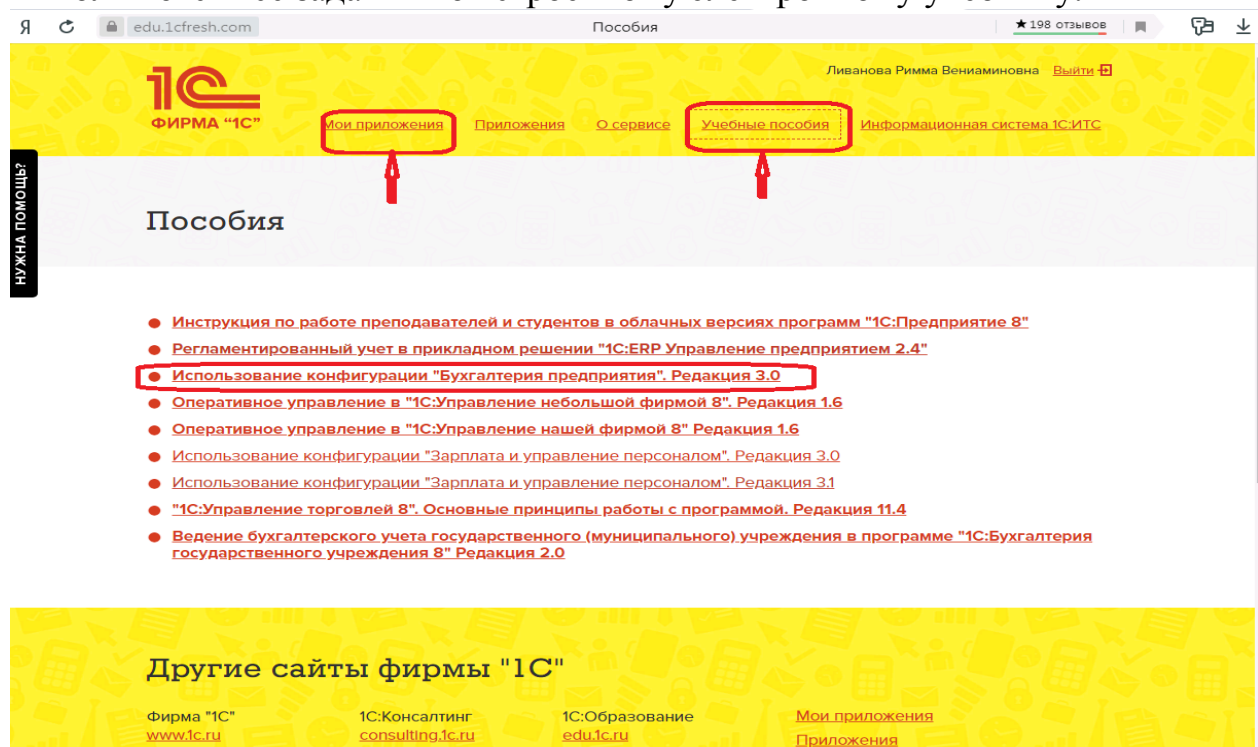 Я edu.1cfresh.com Пособия ★198 отзывов
Ливанова Римма Вениаминовна Выйти
1С
ФИРМА "1С"
Мои приложения Приложения О сервисе Учебные пособия Информационная система 1С:ИТС
НУЖНА ПОМОЩЬ?
Пособия
Инструкция по работе преподавателей и студентов в облачных версиях программ "1С:Предприятие 8"
Регламентированный учет в прикладном решении "1С:ERP Управление предприятием 2.4"
Использование конфигурации "Бухгалтерия предприятия". Редакция 3.0
Оперативное управление в "1С:Управление небольшой фирмой 8". Редакция 1.6
Оперативное управление в "1С:Управление нашей фирмой 8" Редакция 1.6
Использование конфигурации "Зарплата и управление персоналом". Редакция 3.0
Использование конфигурации "Зарплата и управление персоналом". Редакция 3.1
"1С:Управление торговлей 8". Основные принципы работы с программой. Редакция 11.4
Ведение бухгалтерского учета государственного (муниципального) учреждения в программе "1С:Бухгалтерия
государственного учреждения 8" Редакция 2.0
Другие сайты фирмы "1С"
Фирма "1С" 1С:Консалтинг 1С:Образование Мои приложения
www.1c.ru consulting.1c.ru edu.1c.ru Приложения